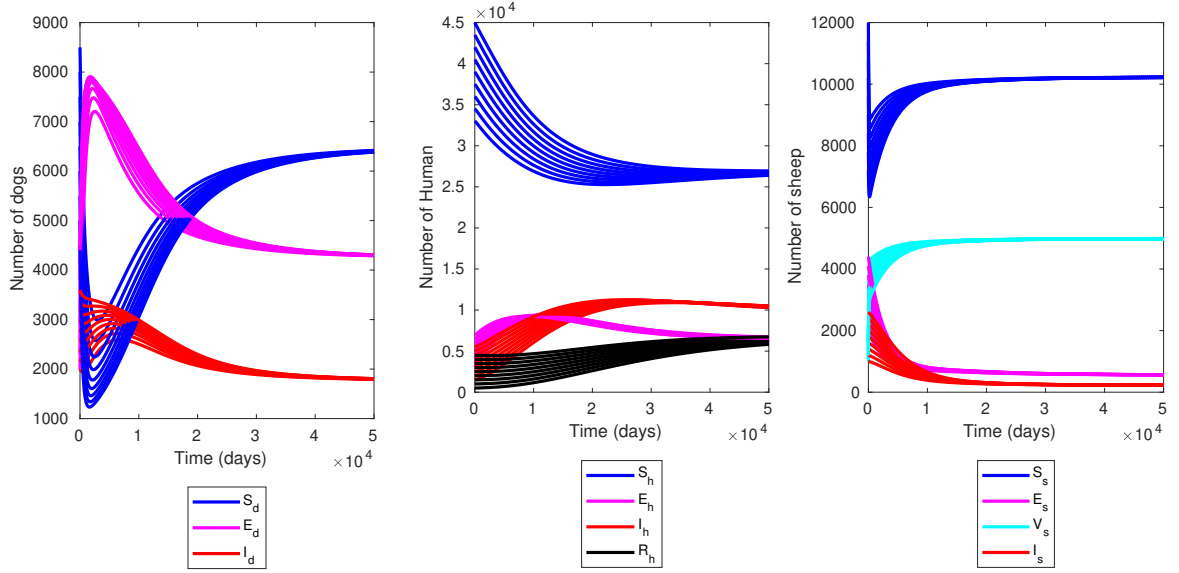 Number of dogs
9000
8000
7000
6000
5000
4000
3000
2000
1000
0 1 2 3 4 5
Time (days)
×10^4
S_d
E_d
I_d
×10^4
Number of Human
4.5
4
3.5
3
2.5
2
1.5
1
0.5
0
0 1 2 3 4 5
Time (days)
×10^4
S_h
E_h
I_h
R_h
Number of sheep
12000
10000
8000
6000
4000
2000
0
0 1 2 3 4 5
Time (days)
×10^4
S_s
E_s
V_s
I_s